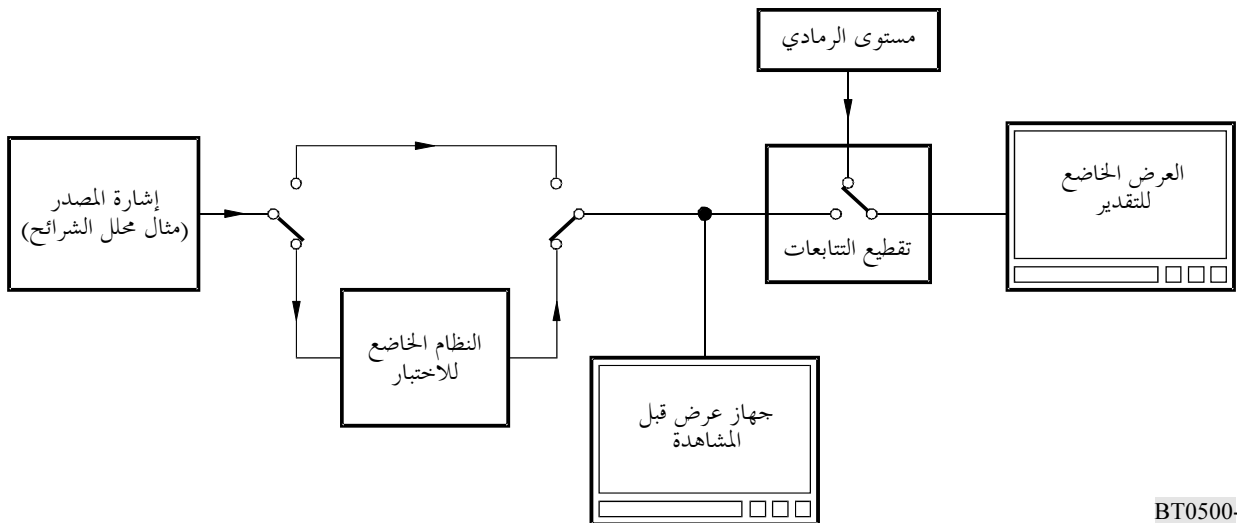 مستوى الرمادي
إشارة المصدر
(مثال محلل الشرائح)
العرض الخاضع
للتقدير
تقطيع التتابعات
النظام الخاضع
للاختبار
جهاز عرض قبل
المشاهدة
BT0500-